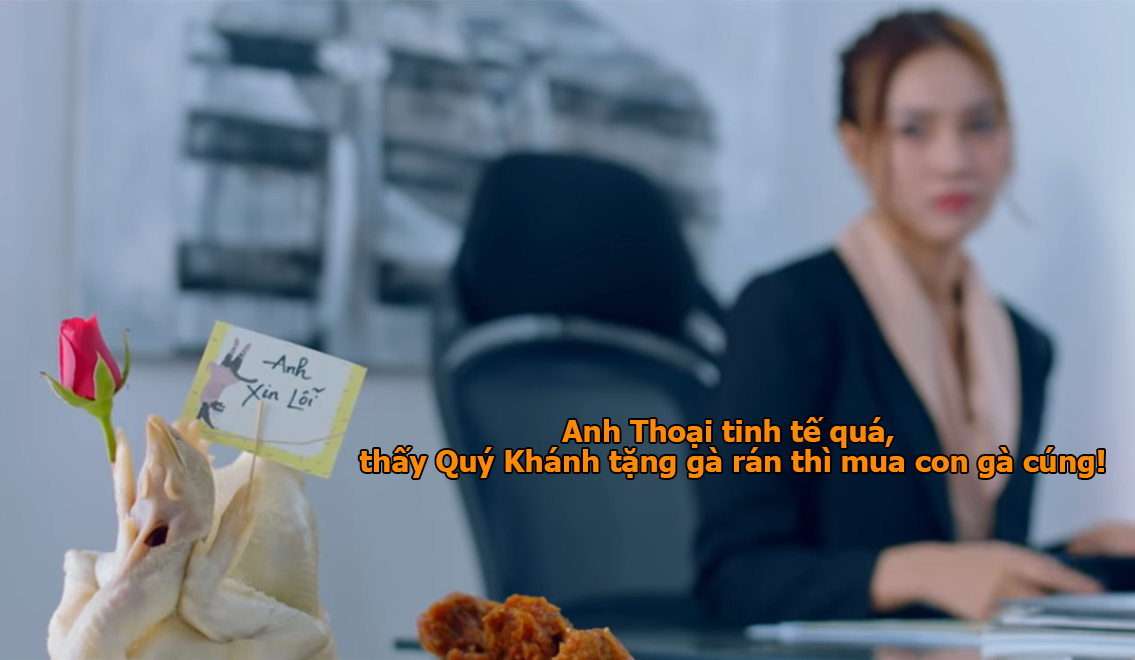 Anh
Xin Lỗi
Anh Thoại tinh tế quá,
thấy Quý Khánh tặng gà rán thì mua con gà cúng!